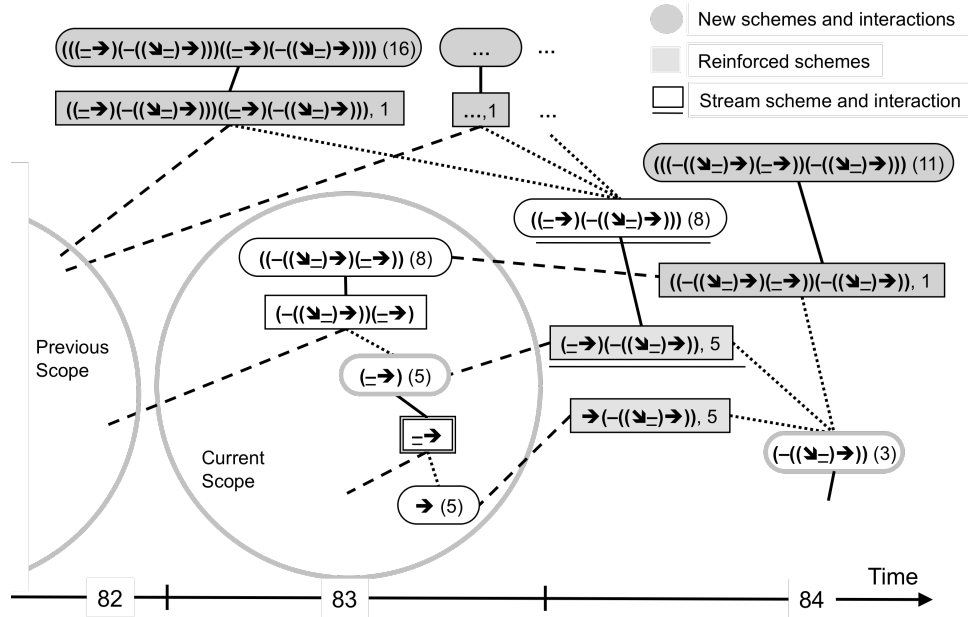 New schemes and interactions
(((–➔)(–((➘–)➔)))((–➔)(–((➘–)➔)))) (16)
... ...
Reinforced schemes
Stream scheme and interaction
((–➔)(–((➘–)➔)))((–➔)(–((➘–)➔))), 1
...,1 ...
(((–((➘–)➔)(–➔))(–((➘–)➔))) (11)
((–➔)(–((➘–)➔))) (8)
((–((➘–)➔)(–➔)) (8)
((–((➘–)➔)(–➔))(–((➘–)➔)), 1
(–((➘–)➔))(–➔)
Previous
Scope
(–➔)(–((➘–)➔)), 5
(–➔) (5)
➔(–((➘–)➔)), 5
–➔
Current
Scope
(–((➘–)➔)) (3)
➔ (5)
Time
82 83 84